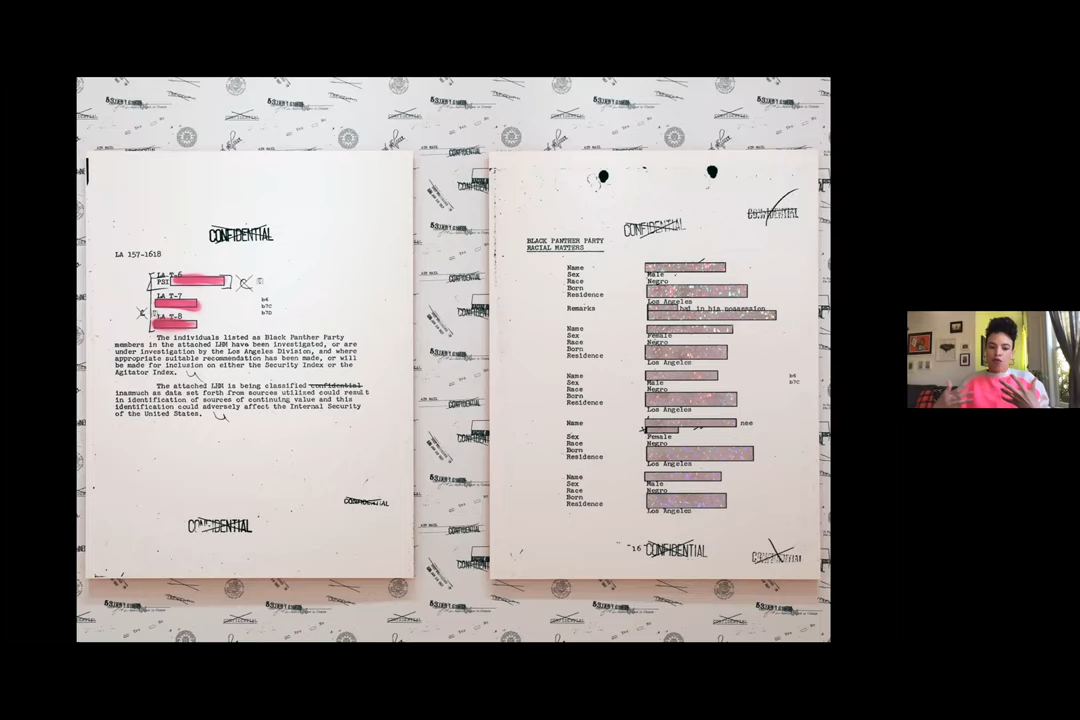 CONFIDENTIAL
LA 157-1618
LA T-6
PSI
LA T-7
LA T-8
b6
b7C
b7D
The individuals listed as Black Panther Party
members in the attached LHM have been investigated, or are
under investigation by the Los Angeles Division, and where
appropriate suitable recommendation has been made, or will
be made for inclusion on either the Security Index or the
Agitator Index.
The attached LHM is being classified confidential
inasmuch as data set forth from sources utilized could result
in identification of sources of continuing value and this
identification could adversely affect the Internal Security
of the United States.
CONFIDENTIAL
CONFIDENTIAL
CONFIDENTIAL
CONFIDENTIAL
BLACK PANTHER PARTY
RACIAL MATTERS
Name
Sex Male
Race Negro
Born
Residence
Los Angeles
Remarks had in his possession
Name
Sex Female
Race Negro
Born
Residence
Los Angeles
Name
Sex Male
Race Negro
Born
Residence
Los Angeles
b6
b7C
Name nee
Sex Female
Race Negro
Born
Residence
Los Angeles
Name
Sex Male
Race Negro
Born
Residence
Los Angeles
-16
CONFIDENTIAL
CONFIDENTIAL